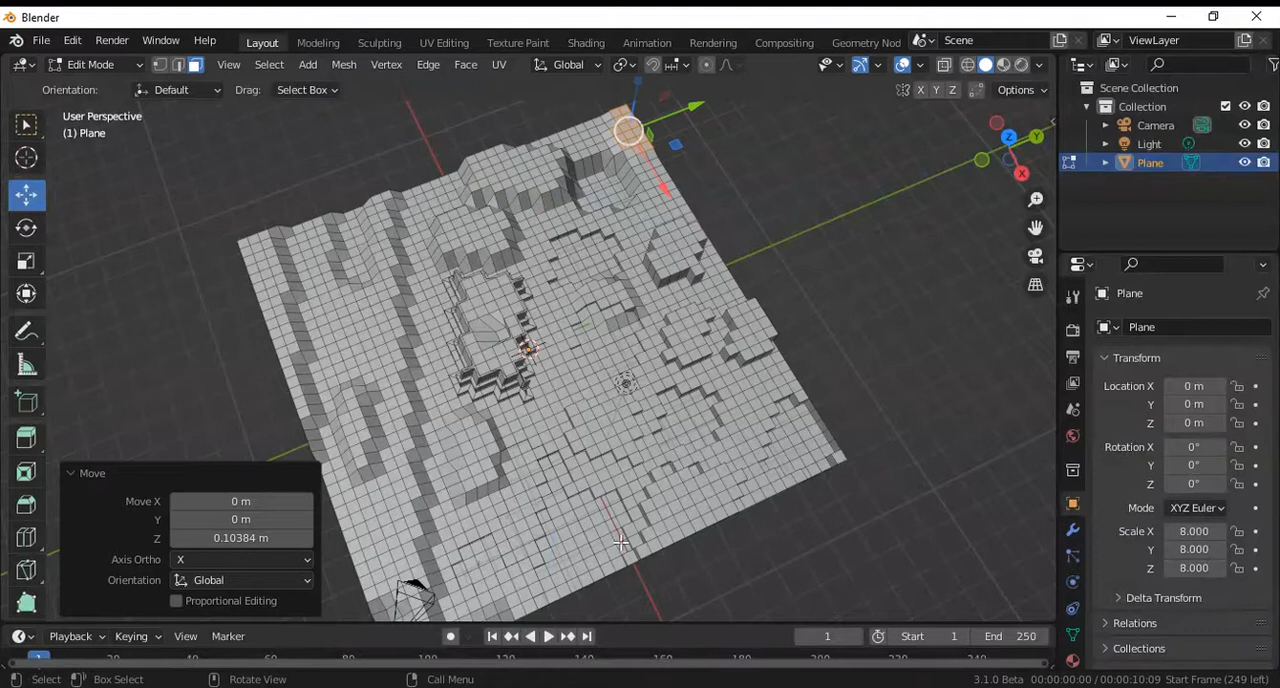 Blender
File Edit Render Window Help Layout Modeling Sculpting UV Editing Texture Paint Shading Animation Rendering Compositing Geometry Nod Scene ViewLayer
Edit Mode View Select Add Mesh Vertex Edge Face UV Global
Orientation: Default Drag: Select Box X Y Z Options
User Perspective
(1) Plane
Z
Y
X
Scene Collection
Collection
Camera
Light
Plane
Plane
Plane
Transform
Location X 0 m
Y 0 m
Z 0 m
Rotation X 0°
Y 0°
Z 0°
Mode XYZ Euler
Scale X 8.000
Y 8.000
Z 8.000
Delta Transform
Relations
Collections
Move
Move X 0 m
Y 0 m
Z 0.10384 m
Axis Ortho X
Orientation Global
Proportional Editing
Playback Keying View Marker 1 Start 1 End 250
Select Box Select Rotate View Call Menu 3.1.0 Beta 00:00:00:00 / 00:00:10:09 Start Frame (249 left)